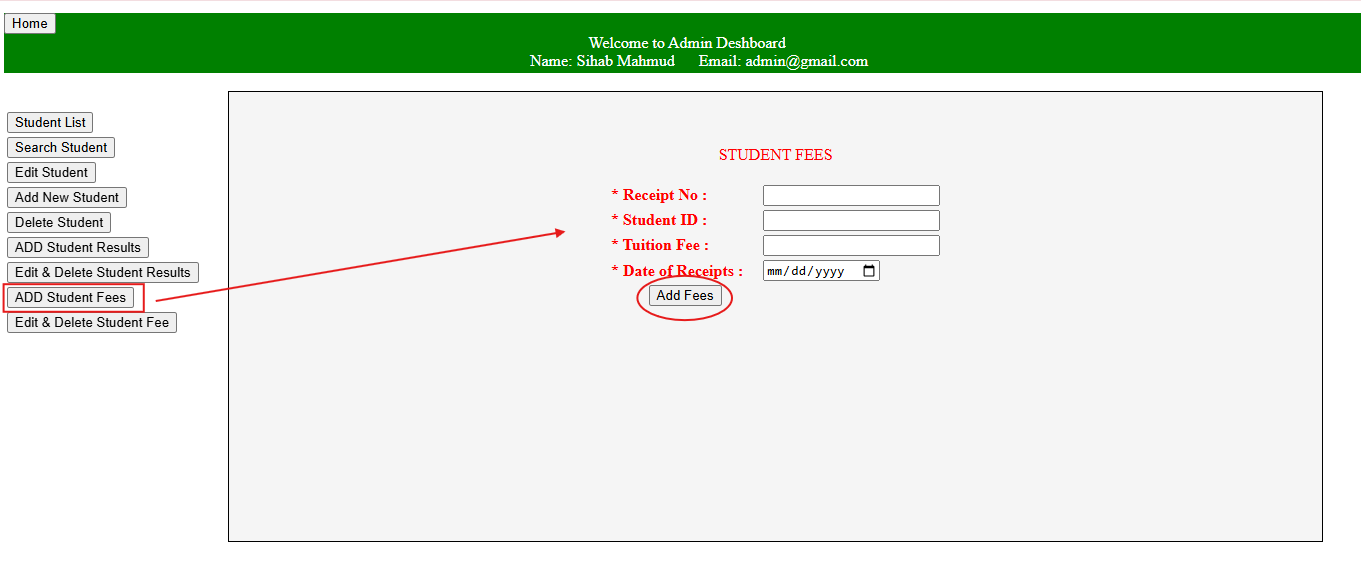 Home
Welcome to Admin Deshboard
Name: Sihab Mahmud Email: admin@gmail.com
Student List
Search Student
Edit Student
Add New Student
Delete Student
ADD Student Results
Edit & Delete Student Results
ADD Student Fees
Edit & Delete Student Fee
STUDENT FEES
* Receipt No :
* Student ID :
* Tuition Fee :
* Date of Receipts : mm/dd/yyyy
Add Fees